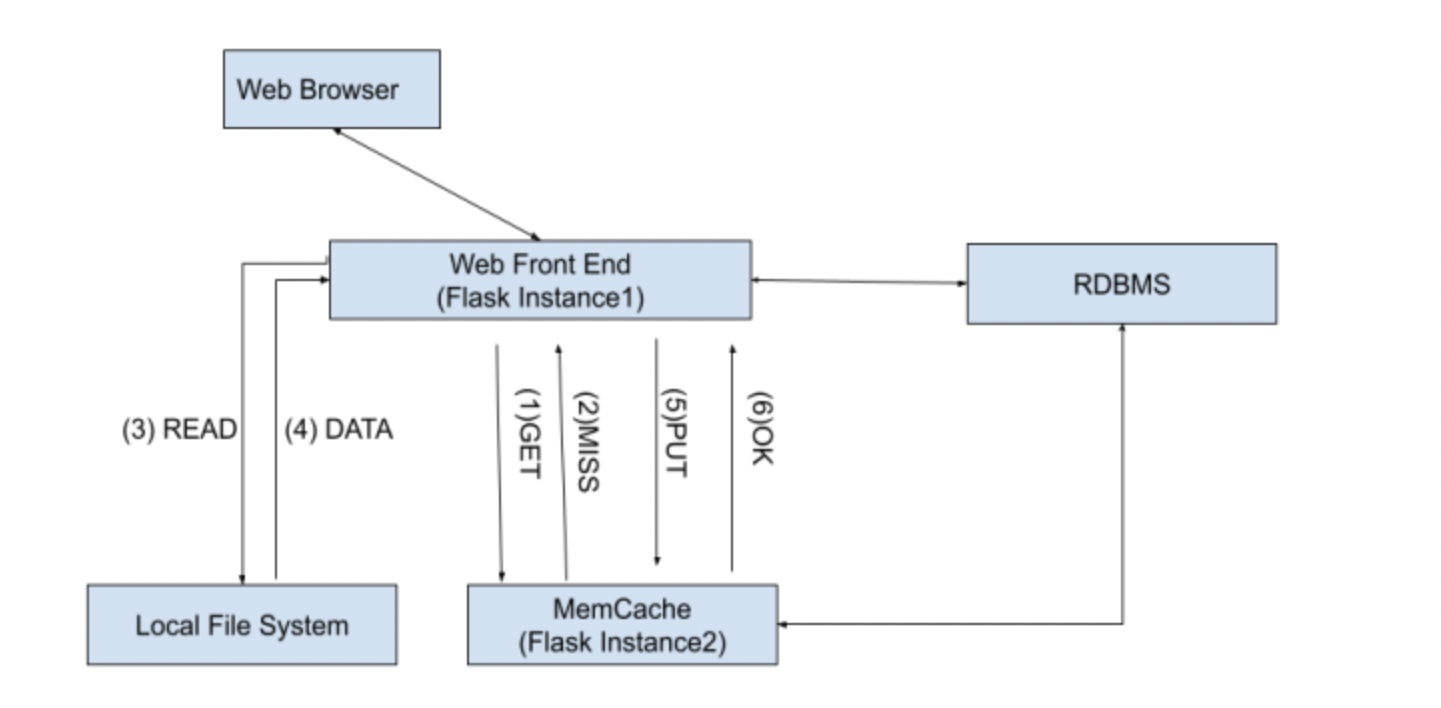 Web Browser
Web Front End
(Flask Instance1)
RDBMS
(3) READ
(4) DATA
(1)GET
(2)MISS
(5)PUT
(6)OK
Local File System
MemCache
(Flask Instance2)